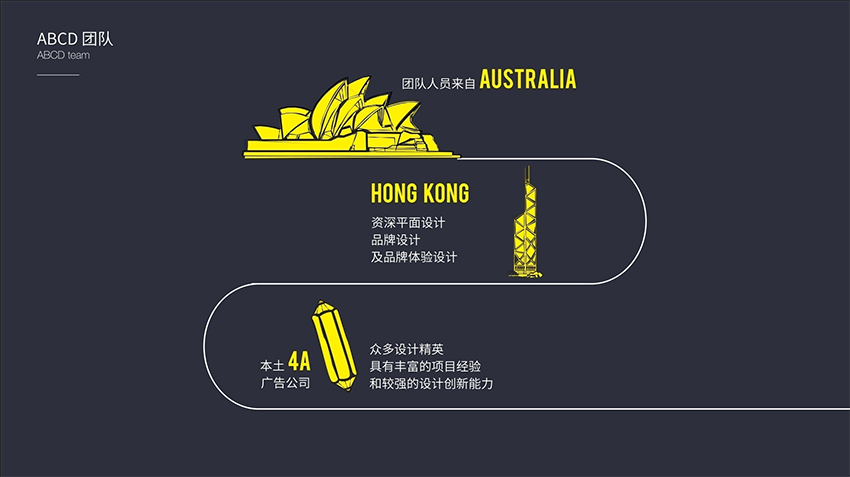 ABCD 团队
ABCD team
团队人员来自 AUSTRALIA
HONG KONG
资深平面设计
品牌设计
及品牌体验设计
本土 4A
广告公司
众多设计精英
具有丰富的项目经验
和较强的设计创新能力